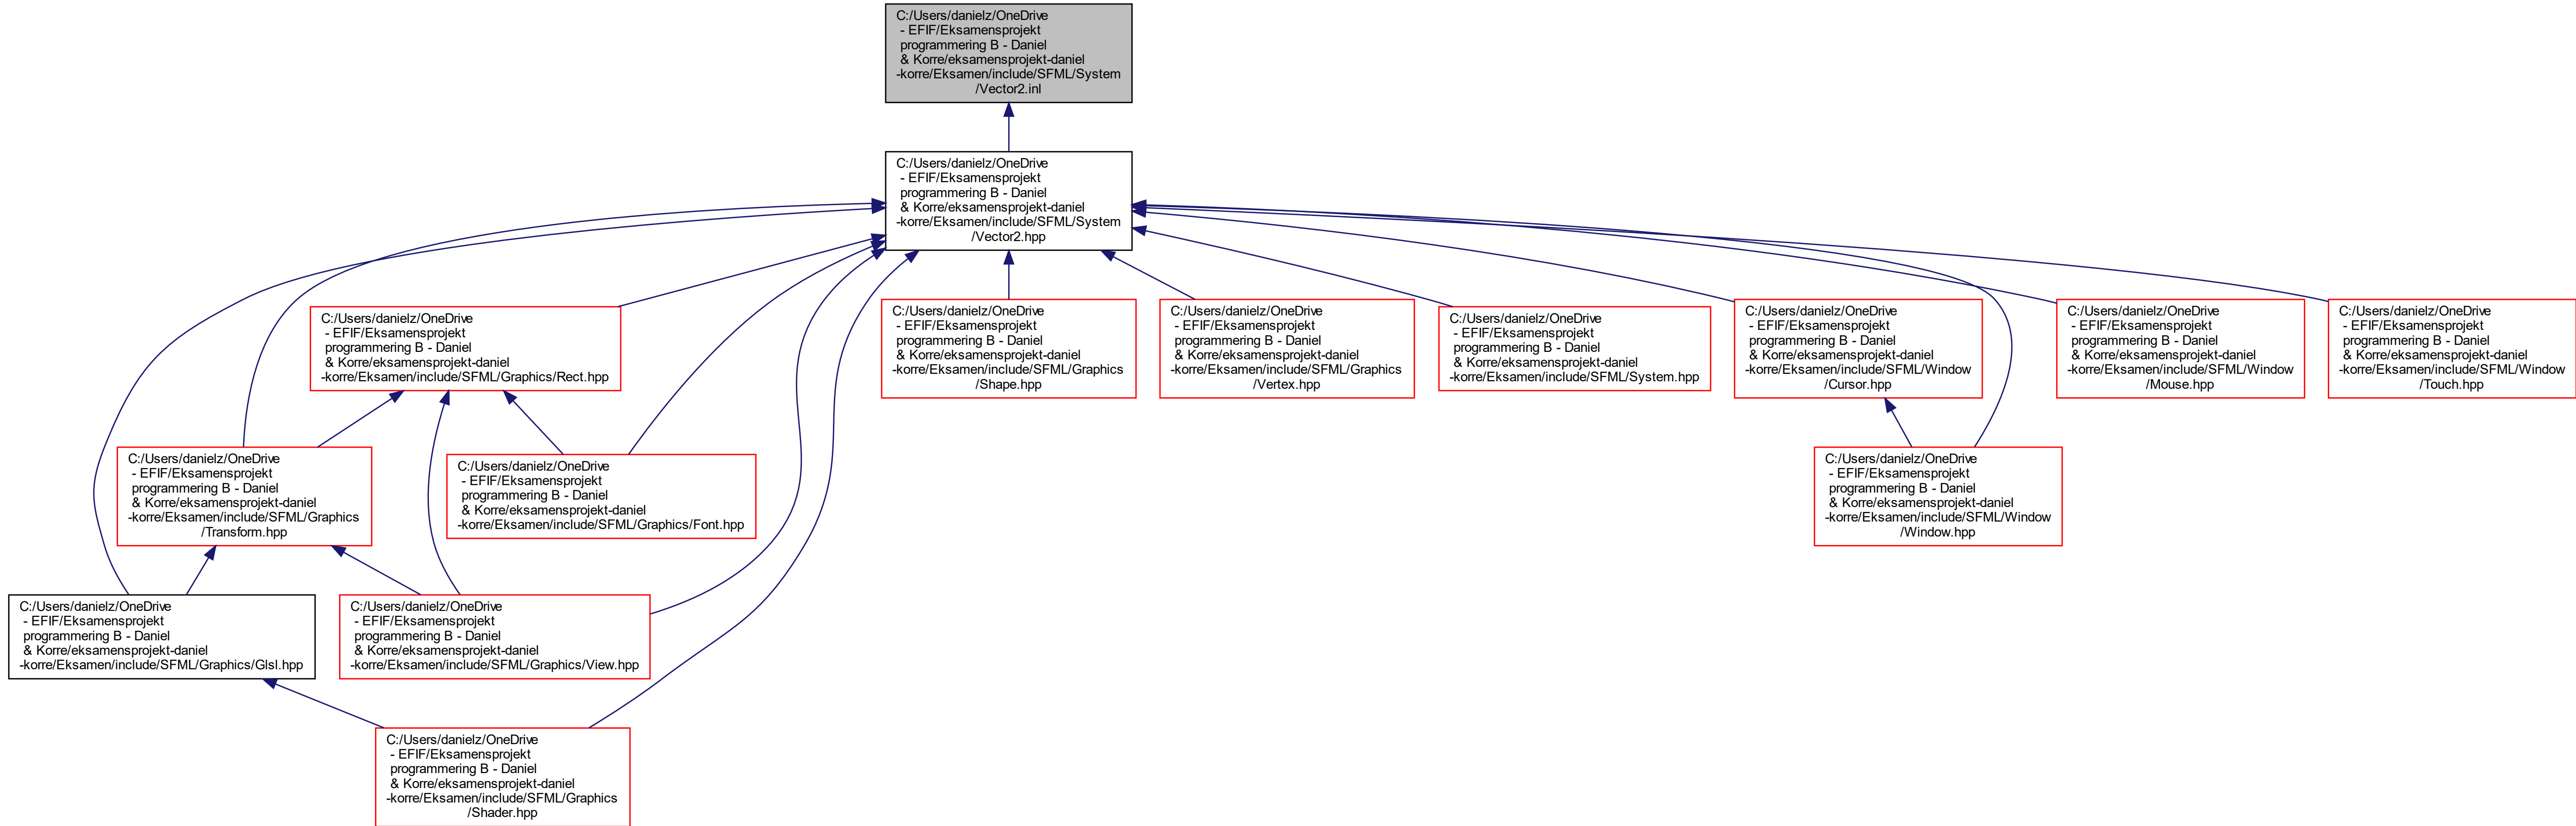 C:/Users/danielz/OneDrive
- EFIF/Eksamensprojekt
programmering B - Daniel
& Korre/eksamensprojekt-daniel
-korre/Eksamen/include/SFML/System
/Vector2.inl
C:/Users/danielz/OneDrive
- EFIF/Eksamensprojekt
programmering B - Daniel
& Korre/eksamensprojekt-daniel
-korre/Eksamen/include/SFML/System
/Vector2.hpp
C:/Users/danielz/OneDrive
- EFIF/Eksamensprojekt
programmering B - Daniel
& Korre/eksamensprojekt-daniel
-korre/Eksamen/include/SFML/Graphics/Rect.hpp
C:/Users/danielz/OneDrive
- EFIF/Eksamensprojekt
programmering B - Daniel
& Korre/eksamensprojekt-daniel
-korre/Eksamen/include/SFML/Graphics
/Shape.hpp
C:/Users/danielz/OneDrive
- EFIF/Eksamensprojekt
programmering B - Daniel
& Korre/eksamensprojekt-daniel
-korre/Eksamen/include/SFML/Graphics
/Vertex.hpp
C:/Users/danielz/OneDrive
- EFIF/Eksamensprojekt
programmering B - Daniel
& Korre/eksamensprojekt-daniel
-korre/Eksamen/include/SFML/System.hpp
C:/Users/danielz/OneDrive
- EFIF/Eksamensprojekt
programmering B - Daniel
& Korre/eksamensprojekt-daniel
-korre/Eksamen/include/SFML/Window
/Cursor.hpp
C:/Users/danielz/OneDrive
- EFIF/Eksamensprojekt
programmering B - Daniel
& Korre/eksamensprojekt-daniel
-korre/Eksamen/include/SFML/Window
/Mouse.hpp
C:/Users/danielz/OneDrive
- EFIF/Eksamensprojekt
programmering B - Daniel
& Korre/eksamensprojekt-daniel
-korre/Eksamen/include/SFML/Window
/Touch.hpp
C:/Users/danielz/OneDrive
- EFIF/Eksamensprojekt
programmering B - Daniel
& Korre/eksamensprojekt-daniel
-korre/Eksamen/include/SFML/Graphics
/Transform.hpp
C:/Users/danielz/OneDrive
- EFIF/Eksamensprojekt
programmering B - Daniel
& Korre/eksamensprojekt-daniel
-korre/Eksamen/include/SFML/Graphics/Font.hpp
C:/Users/danielz/OneDrive
- EFIF/Eksamensprojekt
programmering B - Daniel
& Korre/eksamensprojekt-daniel
-korre/Eksamen/include/SFML/Window
/Window.hpp
C:/Users/danielz/OneDrive
- EFIF/Eksamensprojekt
programmering B - Daniel
& Korre/eksamensprojekt-daniel
-korre/Eksamen/include/SFML/Graphics/Glsl.hpp
C:/Users/danielz/OneDrive
- EFIF/Eksamensprojekt
programmering B - Daniel
& Korre/eksamensprojekt-daniel
-korre/Eksamen/include/SFML/Graphics/View.hpp
C:/Users/danielz/OneDrive
- EFIF/Eksamensprojekt
programmering B - Daniel
& Korre/eksamensprojekt-daniel
-korre/Eksamen/include/SFML/Graphics
/Shader.hpp